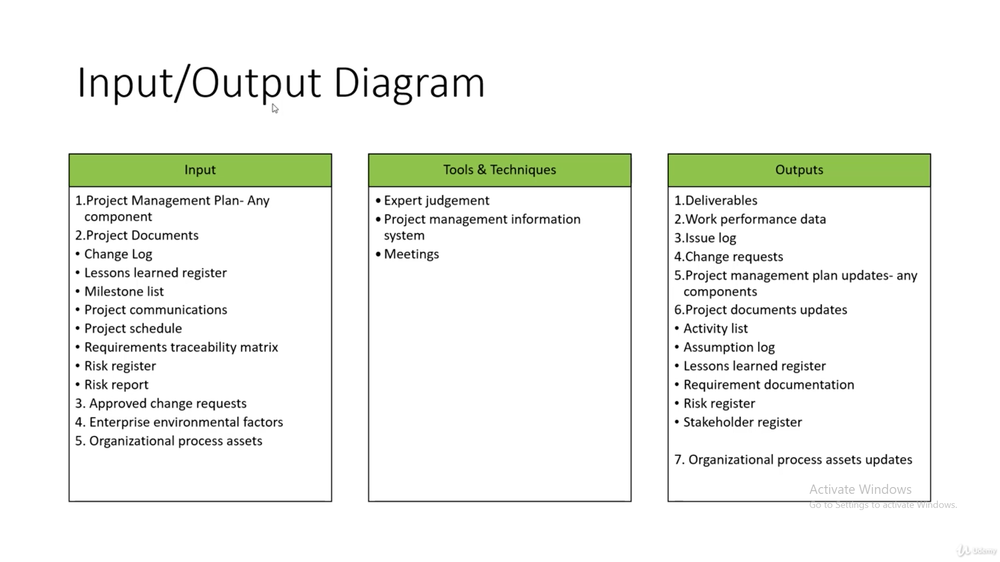 Input/Output Diagram
Input
1.Project Management Plan- Any
component
2.Project Documents
• Change Log
• Lessons learned register
• Milestone list
• Project communications
• Project schedule
• Requirements traceability matrix
• Risk register
• Risk report
3. Approved change requests
4. Enterprise environmental factors
5. Organizational process assets
Tools & Techniques
• Expert judgement
• Project management information
system
• Meetings
Outputs
1.Deliverables
2.Work performance data
3.Issue log
4.Change requests
5.Project management plan updates- any
components
6.Project documents updates
• Activity list
• Assumption log
• Lessons learned register
• Requirement documentation
• Risk register
• Stakeholder register
7. Organizational process assets updates
Activate Windows
Go to Settings to activate Windows.
Udemy